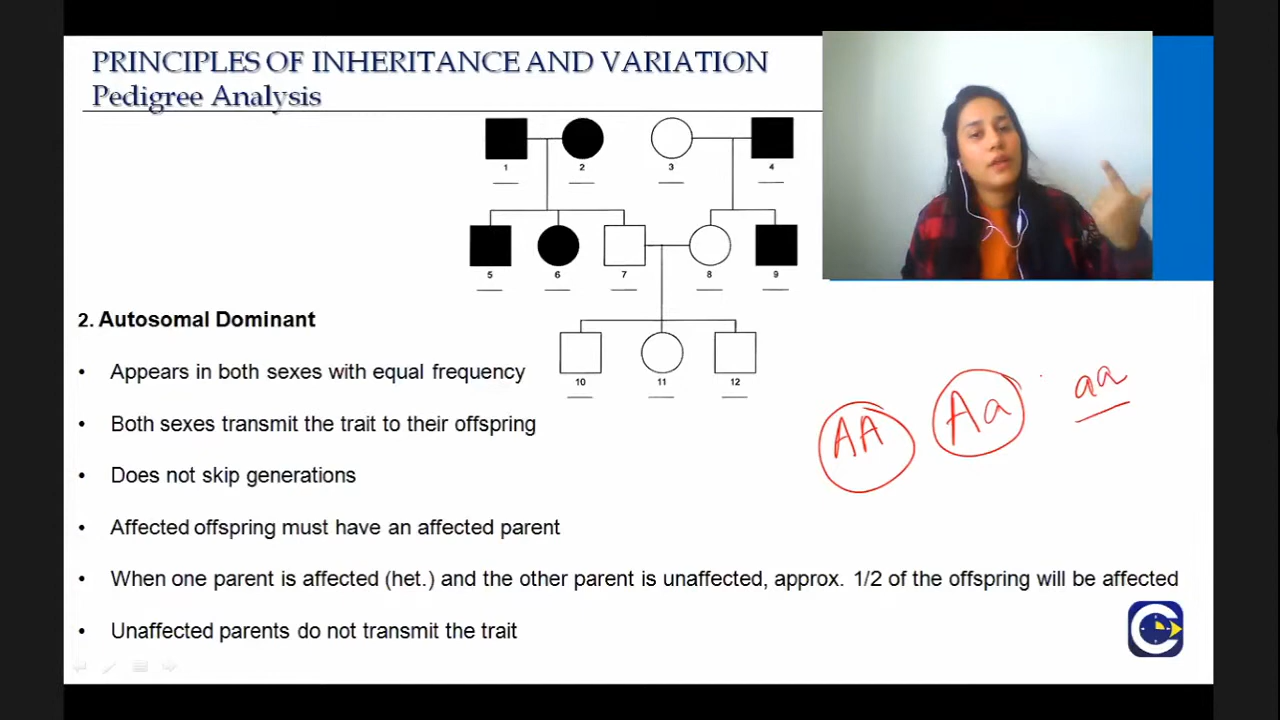 PRINCIPLES OF INHERITANCE AND VARIATION
Pedigree Analysis
1 2 3 4
5 6 7 8 9
10 11 12
2. Autosomal Dominant
• Appears in both sexes with equal frequency
• Both sexes transmit the trait to their offspring
• Does not skip generations
• Affected offspring must have an affected parent
• When one parent is affected (het.) and the other parent is unaffected, approx. 1/2 of the offspring will be affected
• Unaffected parents do not transmit the trait
AA Aa aa